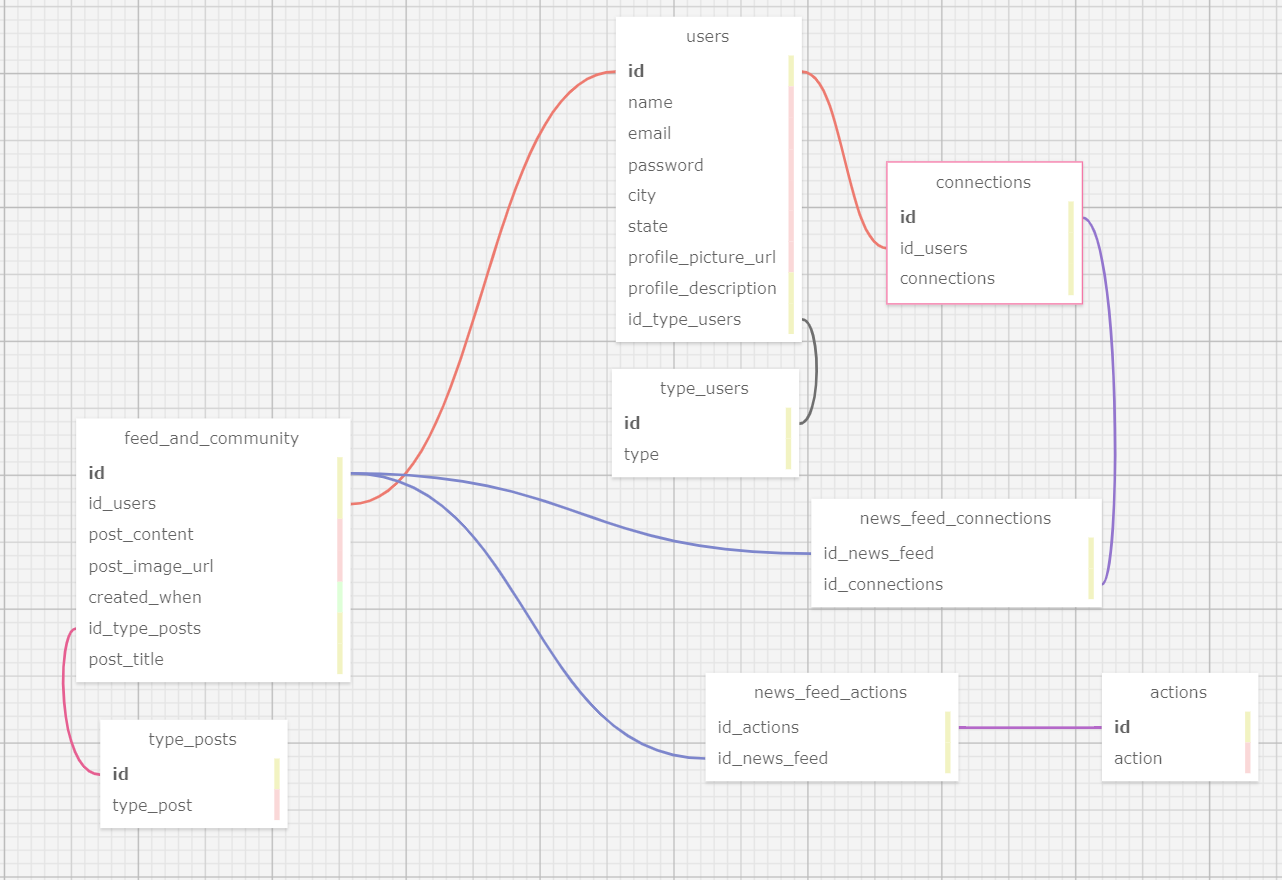 users
id
name
email
password
city
state
profile_picture_url
profile_description
id_type_users
connections
id
id_users
connections
type_users
id
type
feed_and_community
id
id_users
post_content
post_image_url
created_when
id_type_posts
post_title
news_feed_connections
id_news_feed
id_connections
news_feed_actions
id_actions
id_news_feed
actions
id
action
type_posts
id
type_post